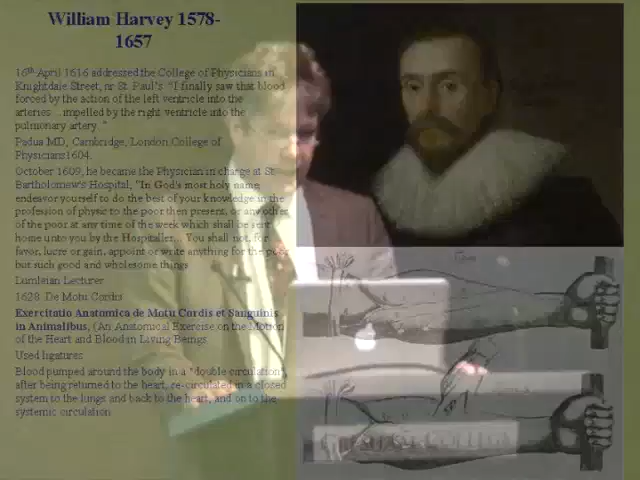 William Harvey 1578-
1657
16th April 1616 addressed the College of Physicians in
Knightdale Street, nr St. Paul's. "I finally saw that blood
forced by the action of the left ventricle into the
arteries ...impelled by the right ventricle into the
pulmonary artery."
Padua MD, Cambridge, London College of
Physicians1604.
October 1609, he became the Physician in charge at St
Bartholomew's Hospital, "In God's most holy name
endeavor yourself to do the best of your knowledge in the
profession of physic to the poor then present, or any other
of the poor at any time of the week which shall be sent
home unto you by the Hospitaller... You shall not, for
favor, lucre or gain, appoint or write anything for the poor
but such good and wholesome things
Lumleian Lecturer
1628 De Motu Cordis
Exercitatio Anatomica de Motu Cordis et Sanguinis
in Animalibus, (An Anatomical Exercise on the Motion
of the Heart and Blood in Living Beings
Used ligatures
Blood pumped around the body in a "double circulation",
after being returned to the heart, re-circulated in a closed
system to the lungs and back to the heart, and on to the
systemic circulation